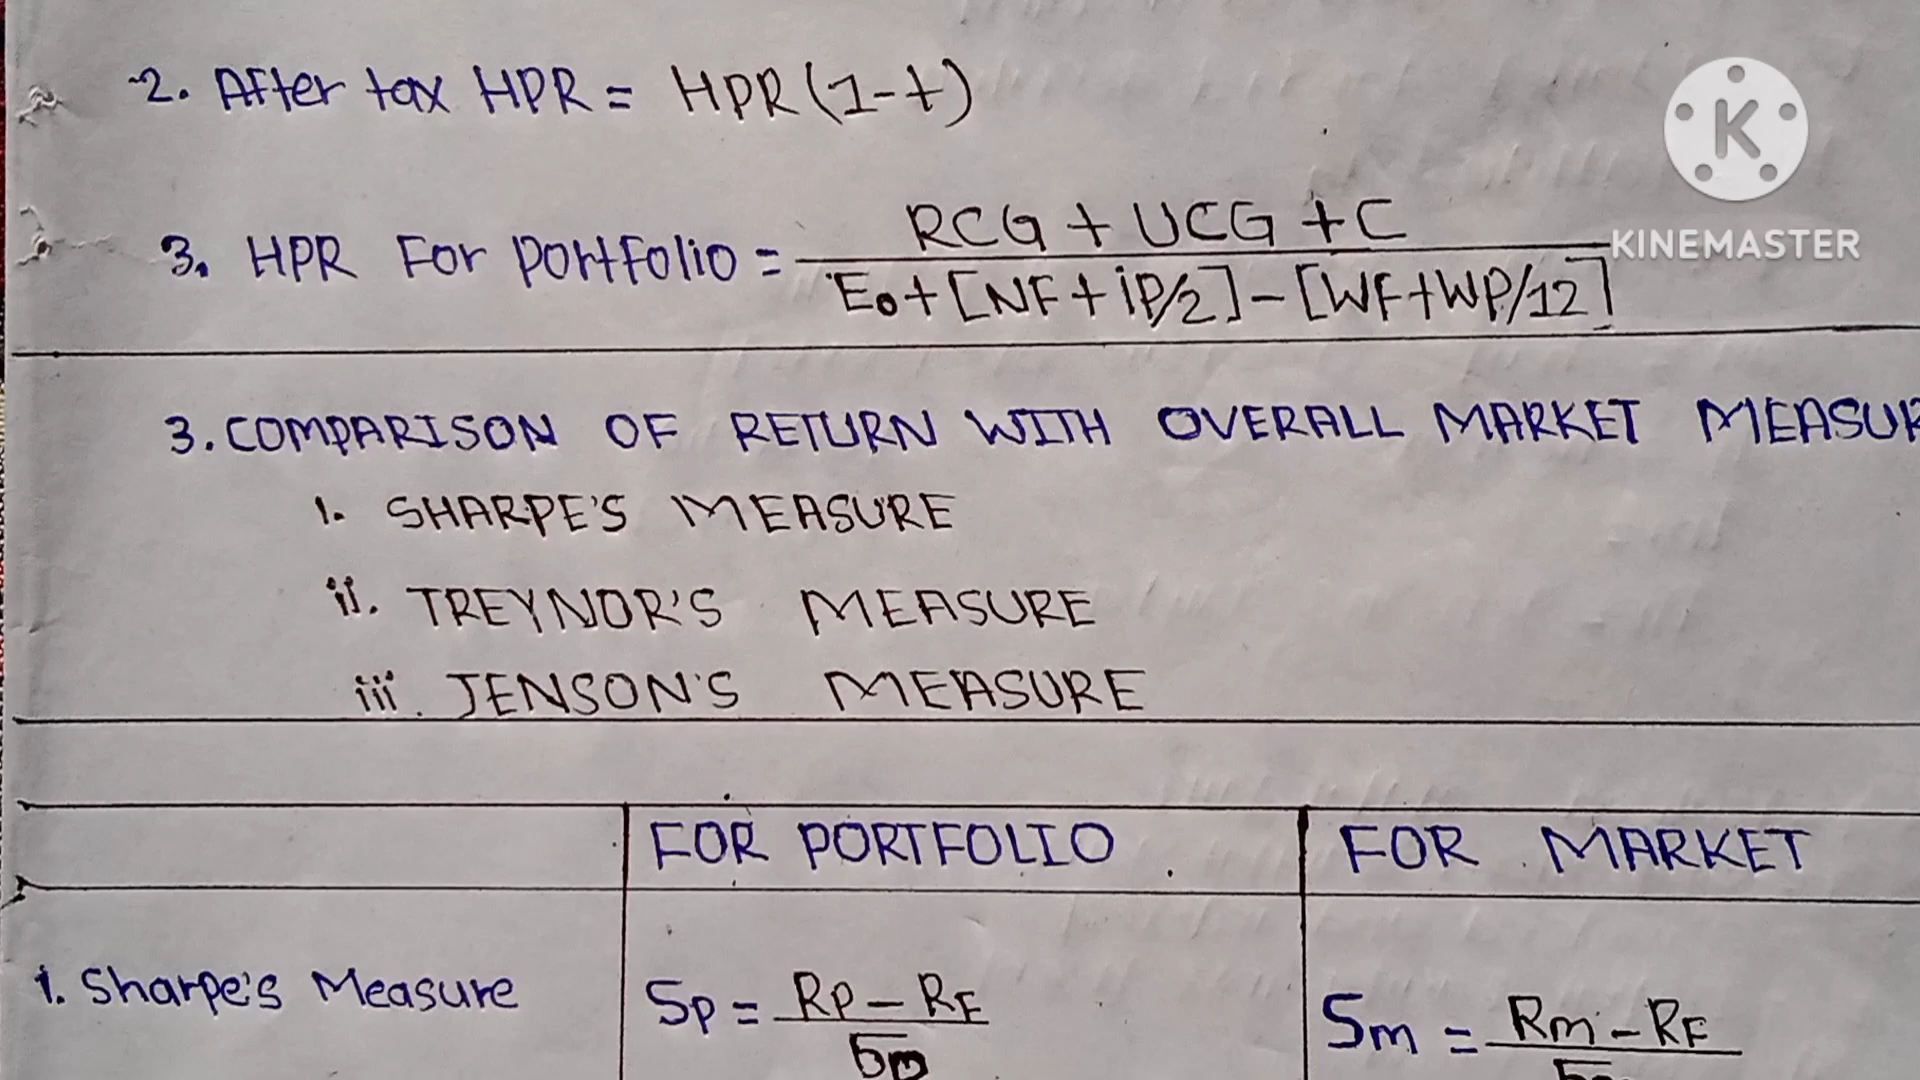 2. After tax HPR = HPR(1-t)
K
KINEMASTER
3. HPR For Portfolio = RCG + UCG + C
E0 + [NF + iP/2] - [WF+WP/12]
3. COMPARISON OF RETURN WITH OVERALL MARKET MEASUR
i. SHARPE'S MEASURE
ii. TREYNOR'S MEASURE
iii. JENSON'S MEASURE
FOR PORTFOLIO FOR MARKET
1. Sharpe's Measure Sp = Rp - RF Sm = Rm - RF